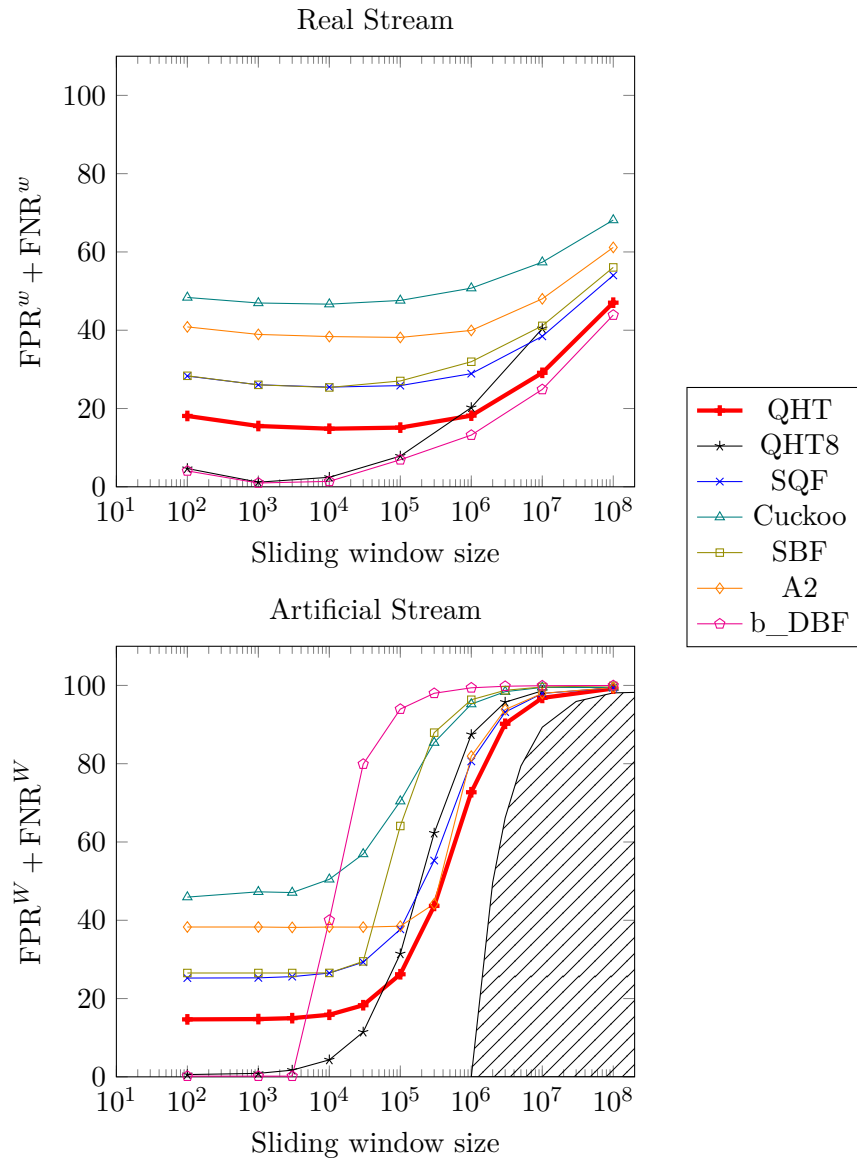 Real Stream
100
80
60
40
20
0
FPR^w + FNR^w
10^1 10^2 10^3 10^4 10^5 10^6 10^7 10^8
Sliding window size
QHT
QHT8
SQF
Cuckoo
SBF
A2
b_DBF
Artificial Stream
100
80
60
40
20
0
FPR^W + FNR^W
10^1 10^2 10^3 10^4 10^5 10^6 10^7 10^8
Sliding window size